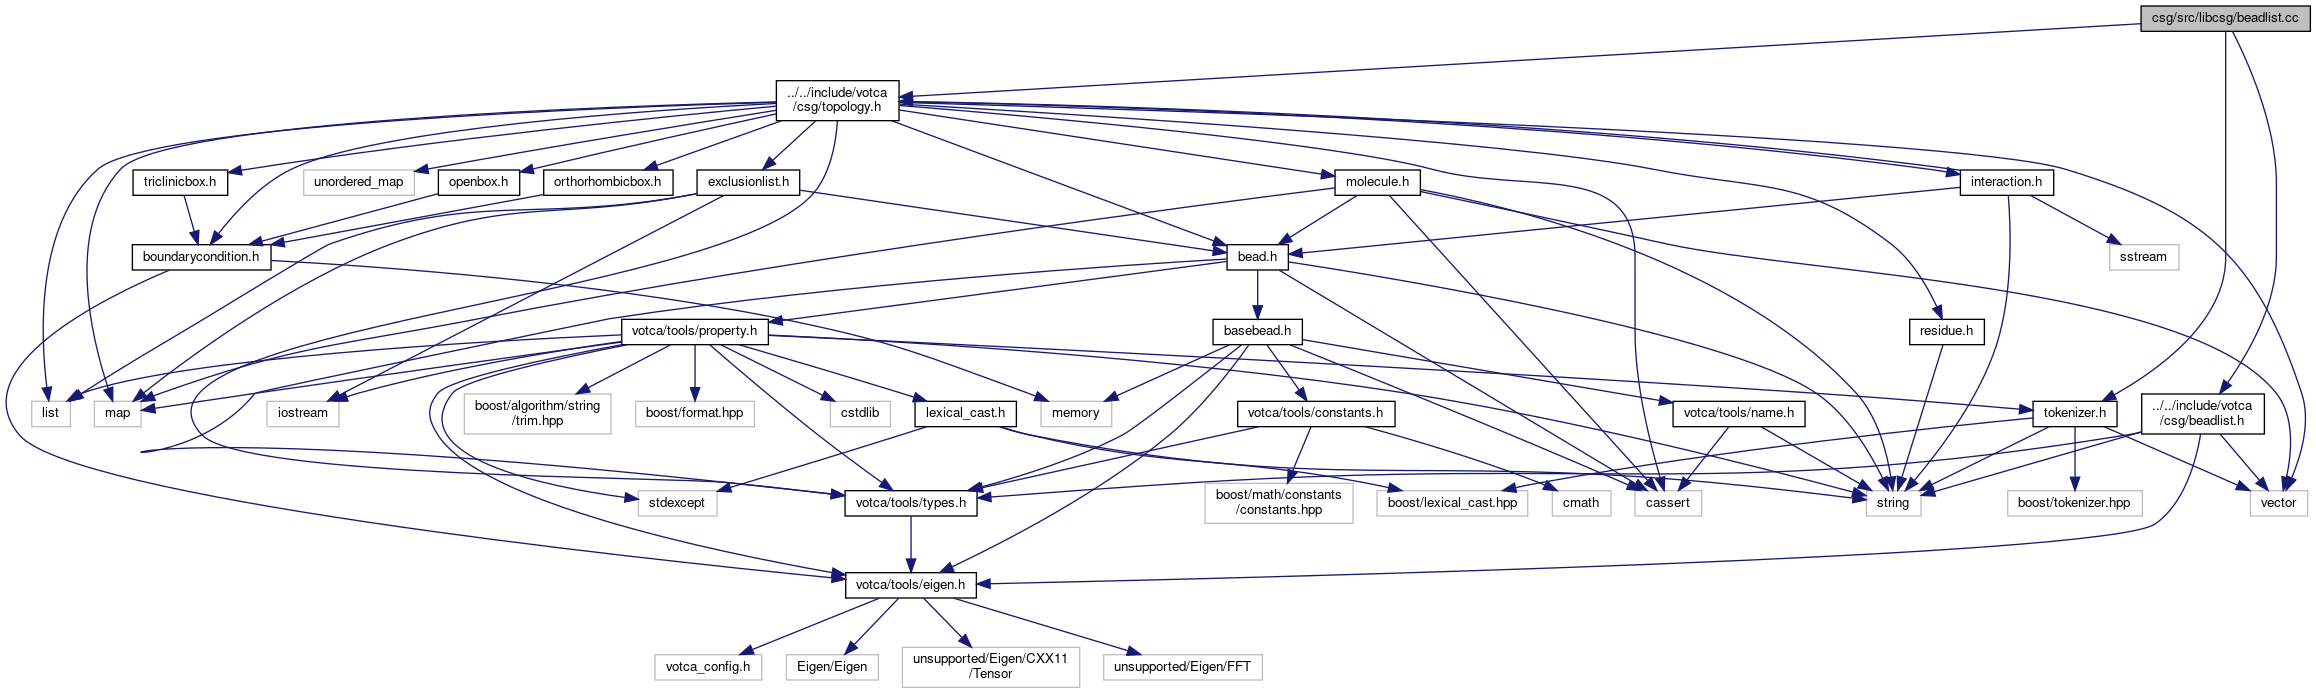 csg/src/libcsg/beadlist.cc
../../include/votca
/csg/topology.h
triclinicbox.h
unordered_map
openbox.h
orthorhombicbox.h
exclusionlist.h
molecule.h
interaction.h
boundarycondition.h
bead.h
sstream
votca/tools/property.h
basebead.h
residue.h
list
map
iostream
boost/algorithm/string
/trim.hpp
boost/format.hpp
cstdlib
lexical_cast.h
memory
votca/tools/constants.h
votca/tools/name.h
tokenizer.h
../../include/votca
/csg/beadlist.h
stdexcept
votca/tools/types.h
boost/math/constants
/constants.hpp
boost/lexical_cast.hpp
cmath
cassert
string
boost/tokenizer.hpp
vector
votca/tools/eigen.h
votca_config.h
Eigen/Eigen
unsupported/Eigen/CXX11
/Tensor
unsupported/Eigen/FFT